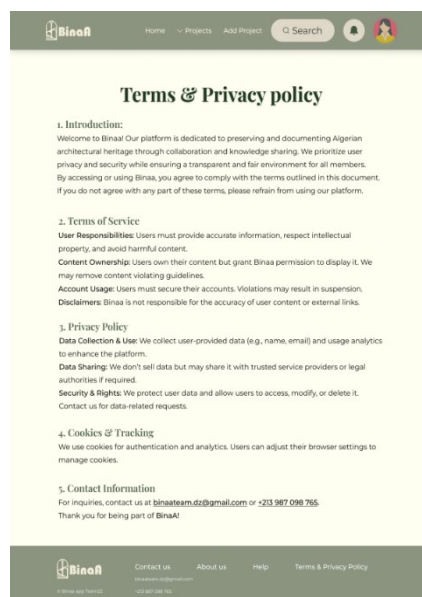 BinaA
Home
Projects
Add Project
Search
Terms & Privacy policy
1. Introduction:
Welcome to Binaa! Our platform is dedicated to preserving and documenting Algerian
architectural heritage through collaboration and knowledge sharing. We prioritize user
privacy and security while ensuring a transparent and fair environment for all members.
By accessing or using Binaa, you agree to comply with the terms outlined in this document.
If you do not agree with any part of these terms, please refrain from using our platform.
2. Terms of Service
User Responsibilities: Users must provide accurate information, respect intellectual
property, and avoid harmful content.
Content Ownership: Users own their content but grant Binaa permission to display it. We
may remove content violating guidelines.
Account Usage: Users must secure their accounts. Violations may result in suspension.
Disclaimers: Binaa is not responsible for the accuracy of user content or external links.
3. Privacy Policy
Data Collection & Use: We collect user-provided data (e.g., name, email) and usage analytics
to enhance the platform.
Data Sharing: We don't sell data but may share it with trusted service providers or legal
authorities if required.
Security & Rights: We protect user data and allow users to access, modify, or delete it.
Contact us for data-related requests.
4. Cookies & Tracking
We use cookies for authentication and analytics. Users can adjust their browser settings to
manage cookies.
5. Contact Information
For inquiries, contact us at binaateam.dz@gmail.com or +213 987 098 765.
Thank you for being part of BinaA!
BinaA
Contact us
About us
Help
Terms & Privacy Policy
binaateam.dz@gmail.com
+213 987 098 765